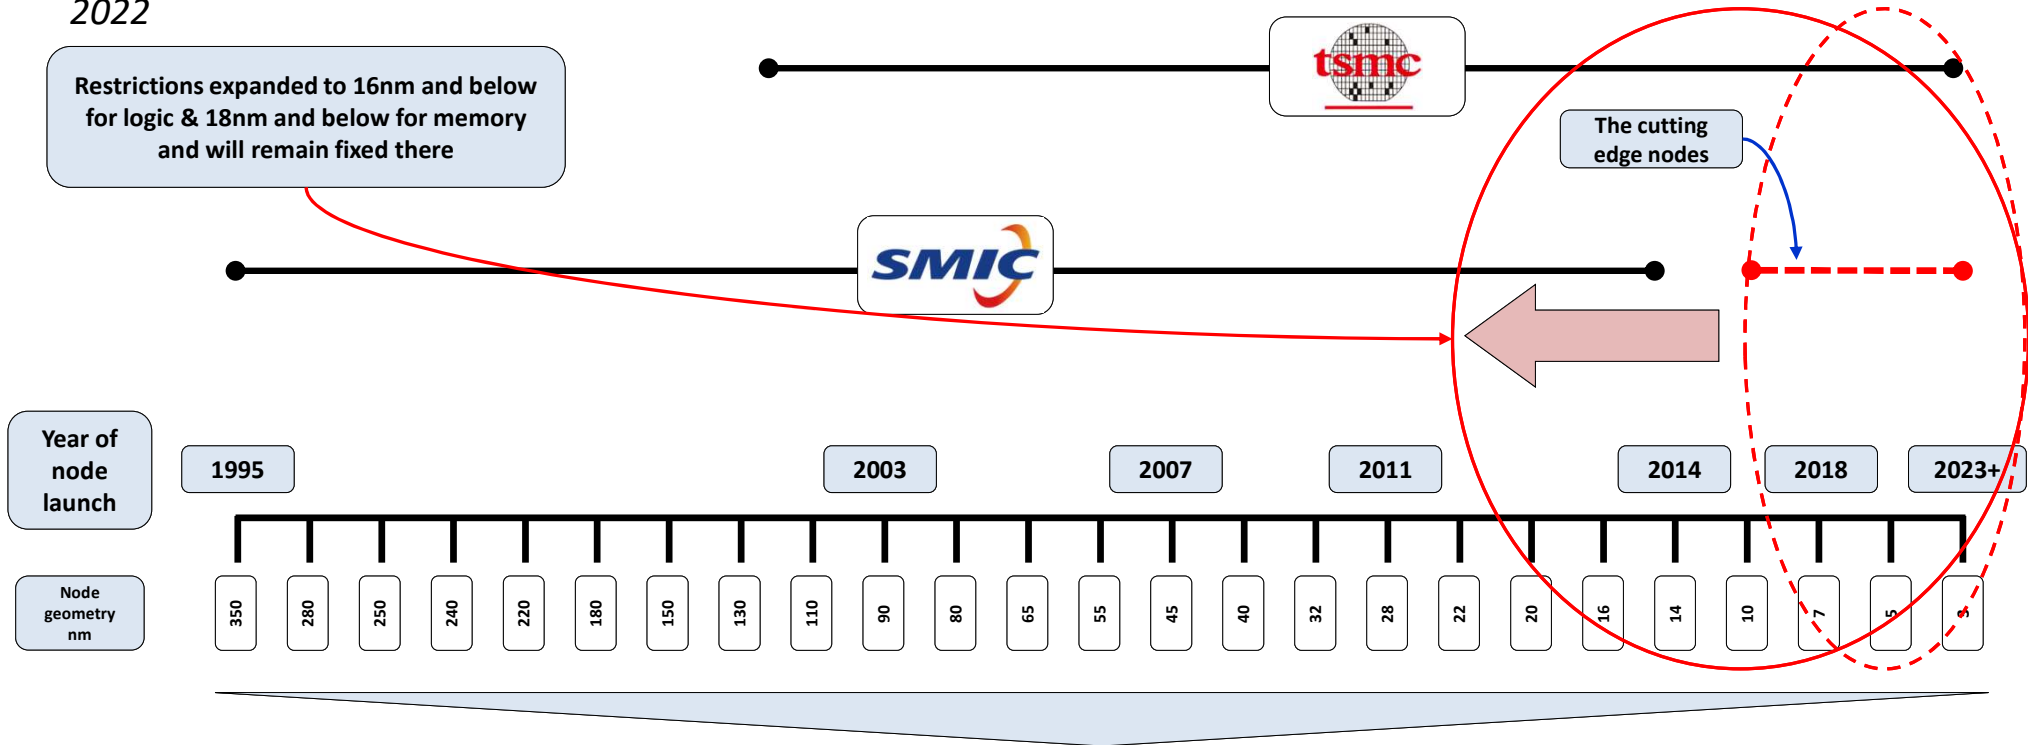 2022
Restrictions expanded to 16nm and below
for logic & 18nm and below for memory
and will remain fixed there
tsmc
The cutting
edge nodes
SMIC
Year of
node
launch
1995
2003
2007
2011
2014
2018
2023+
Node
geometry
nm
350
280
250
240
220
180
150
130
110
90
80
65
55
45
40
32
28
22
20
16
14
10
7
5
3